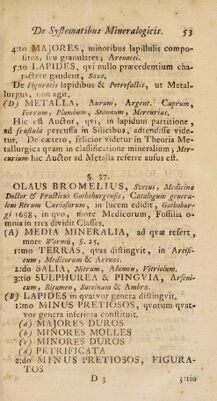 De Systematibus Mineralogicis. 53
4:to MAJORES, minoribus lapillulis compo-
sitos, seu granulares; Arenacei.
5:to LAPIDES, qvi nullo præcedentium cha-
ractere gaudent, Saxa.
De Figuratis lapidibus & Petrefactis, ut Metal-
lurgus, non agit.
(D) METALLA, Aurum, Argent. Cuprum,
Ferrum, Plumbum, Stannum, Mercurius,
Hic est Auctor, qvi, in lapidum partitione,
ad frustula percussa in Silicibus, adtendisse vide-
tur. De cætero, felicior videtur in Theoria Me-
tallurgica qvam in classificatione minerali; Mer-
curium hic Auctor ad Metalla referre ausus est.
§. 57.
OLAUS BROMELIUS, Svecus, Medicinæ
Doctor & Practicus Gothoburgensis, Catalogum genera-
lem Rerum Curiosarum, in lucem edidit, Gothobur-
gi 1698, in qvo, more Medicorum, Fossilia o-
mnia in tres dividit Classes.
(A) MEDIA MINERALIA, ad qvæ refert,
more Wormii, §. 25,
1:mo TERRAS, qvas distingvit, in Artifi-
cum, Medicorum & Arenas.
2:do SALIA, Nitrum, Alumen, Vitriolum.
3:tio SULPHUREA & PINGVIA, Arseni-
cum, Bitumen, Succinum & Ambra.
(B) LAPIDES in qvatvor genera distingvit.
1:mo MINUS PRETIOSOS, qvorum qvat-
vor genera inferiora constituit.
(a) MAJORES DUROS
(b) MINORES MOLLES
(c) MINORES DUROS
(d) PETRIFICATA
2:do MINUS PRETIOSOS, FIGURA-
TOS
D 3 3:tio